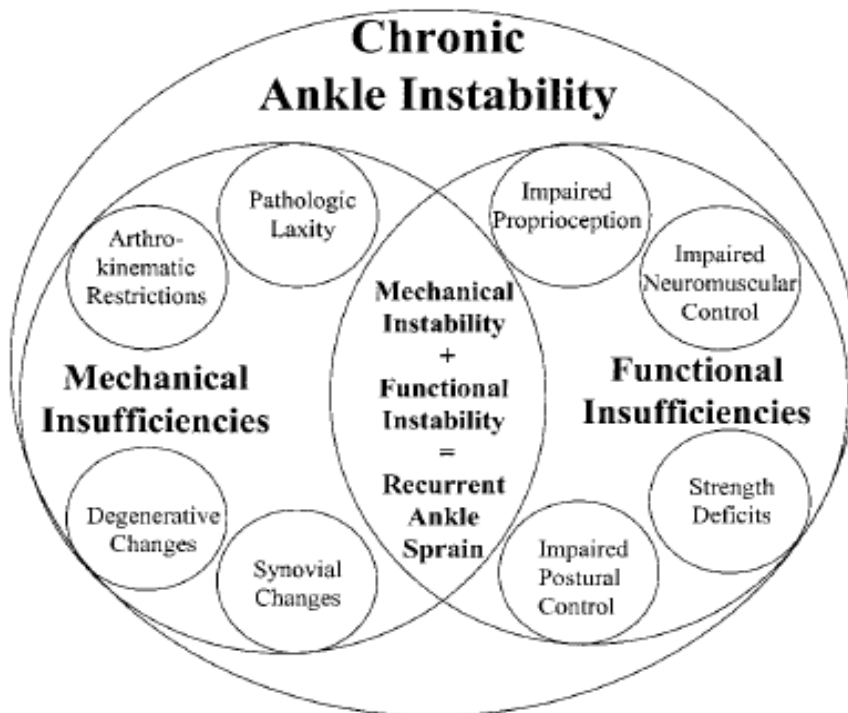 Chronic
Ankle Instability
Pathologic
Laxity
Arthro-
kinematic
Restrictions
Mechanical
Insufficiencies
Degenerative
Changes
Synovial
Changes
Mechanical
Instability
+
Functional
Instability
=
Recurrent
Ankle
Sprain
Impaired
Proprioception
Impaired
Neuromuscular
Control
Functional
Insufficiencies
Strength
Deficits
Impaired
Postural
Control